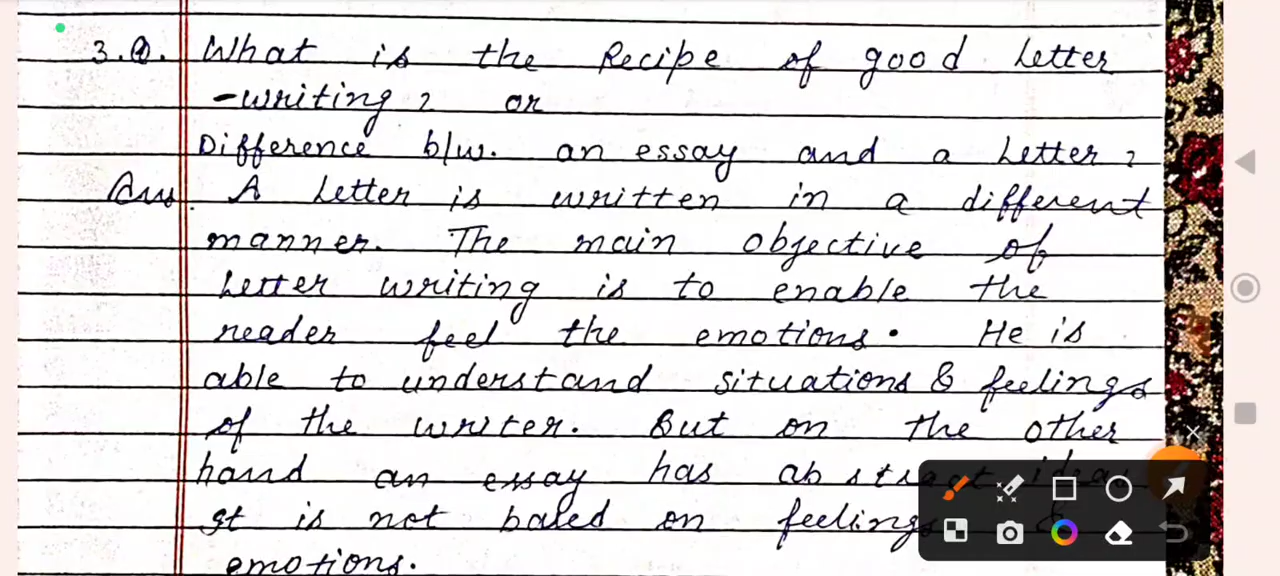 3.Q. What is the Recipe of good Letter
-writing? or
Difference b/w. an essay and a Letter?
Ans. A Letter is written in a different
manner. The main objective of
Letter writing is to enable the
reader feel the emotions. He is
able to understand situations & feelings
of the writer. But on the other
hand an essay has abstract ideas
It is not based on feelings &
emotions.